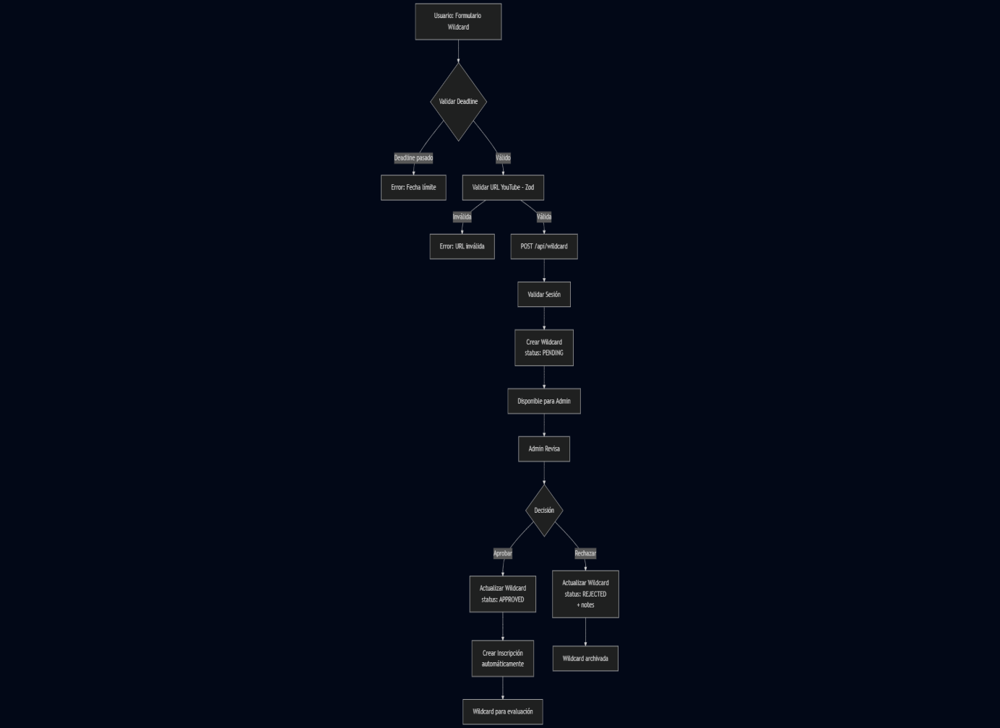 Usuario: Formulario
Wildcard
Validar Deadline
Deadline pasado
Válido
Error: Fecha límite
Validar URL YouTube - Zod
Inválida
Válida
Error: URL inválida
POST /api/wildcard
Validar Sesión
Crear Wildcard
status: PENDING
Disponible para Admin
Admin Revisa
Decisión
Aprobar
Rechazar
Actualizar Wildcard
status: APPROVED
Actualizar Wildcard
status: REJECTED
+ notes
Crear Inscripción
automáticamente
Wildcard archivada
Wildcard para evaluación